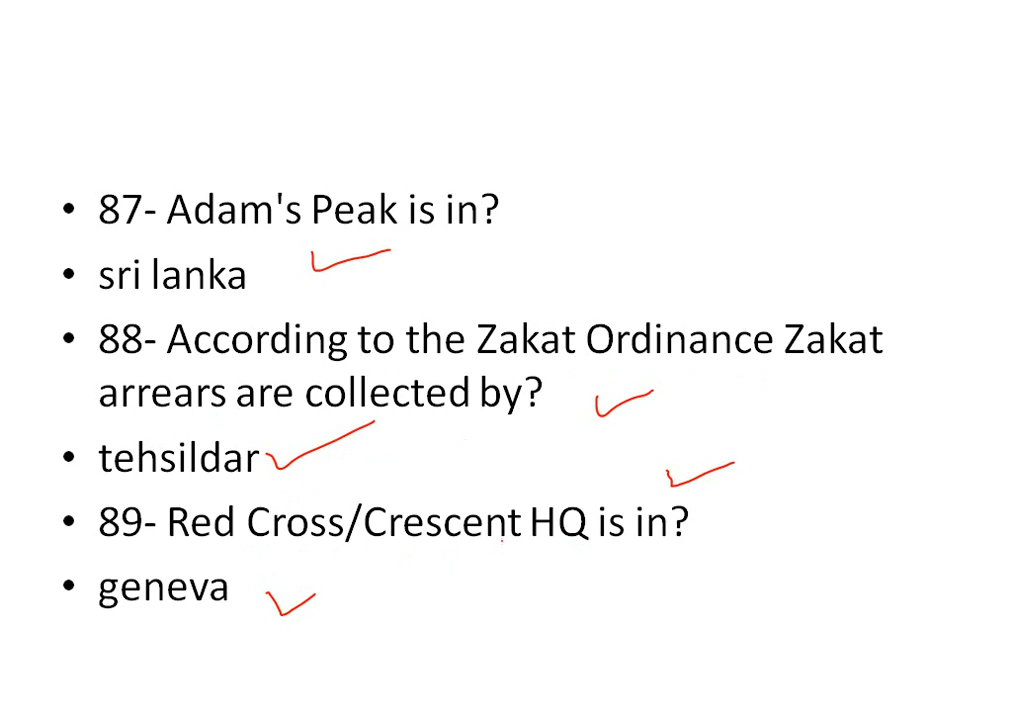 • 87- Adam's Peak is in?
• sri lanka
• 88- According to the Zakat Ordinance Zakat
arrears are collected by?
• tehsildar
• 89- Red Cross/Crescent HQ is in?
• geneva